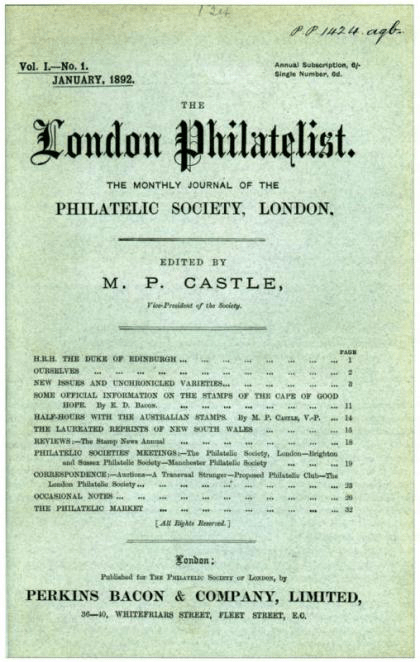 124
P.P. 1424. agb.
Vol. I.—No. 1.
JANUARY, 1892.
Annual Subscription, 6/-
Single Number, 6d.
THE
London Philatelist.
THE MONTHLY JOURNAL OF THE
PHILATELIC SOCIETY, LONDON.
EDITED BY
M. P. CASTLE,
Vice-President of the Society.
PAGE
H.R.H. THE DUKE OF EDINBURGH ... ... ... ... ... ... ... ... 1
OURSELVES ... ... ... ... ... ... ... ... ... ... ... 2
NEW ISSUES AND UNCHRONICLED VARIETIES... ... ... ... ... ... 3
SOME OFFICIAL INFORMATION ON THE STAMPS OF THE CAPE OF GOOD
HOPE. By E. D. BACON. ... ... ... ... ... ... ... ... 11
HALF-HOURS WITH THE AUSTRALIAN STAMPS. By M. P. CASTLE, V.-P. ... 14
THE LAUREATED REPRINTS OF NEW SOUTH WALES ... ... ... ... ... 16
REVIEWS:—The Stamp News Annual ... ... ... ... ... ... ... ... 18
PHILATELIC SOCIETIES' MEETINGS:—The Philatelic Society, London—Brighton
and Sussex Philatelic Society—Manchester Philatelic Society ... ... ... 19
CORRESPONDENCE:—Auctions—A Transvaal Stranger—Proposed Philatelic Club—The
London Philatelic Society... ... ... ... ... ... ... ... ... ... 23
OCCASIONAL NOTES ... ... ... ... ... ... ... ... ... ... 26
THE PHILATELIC MARKET ... ... ... ... ... ... ... ... ... 32
[All Rights Reserved.]
London:
Published for THE PHILATELIC SOCIETY OF LONDON, by
PERKINS BACON & COMPANY, LIMITED,
36—40, WHITEFRIARS STREET, FLEET STREET, E.C.